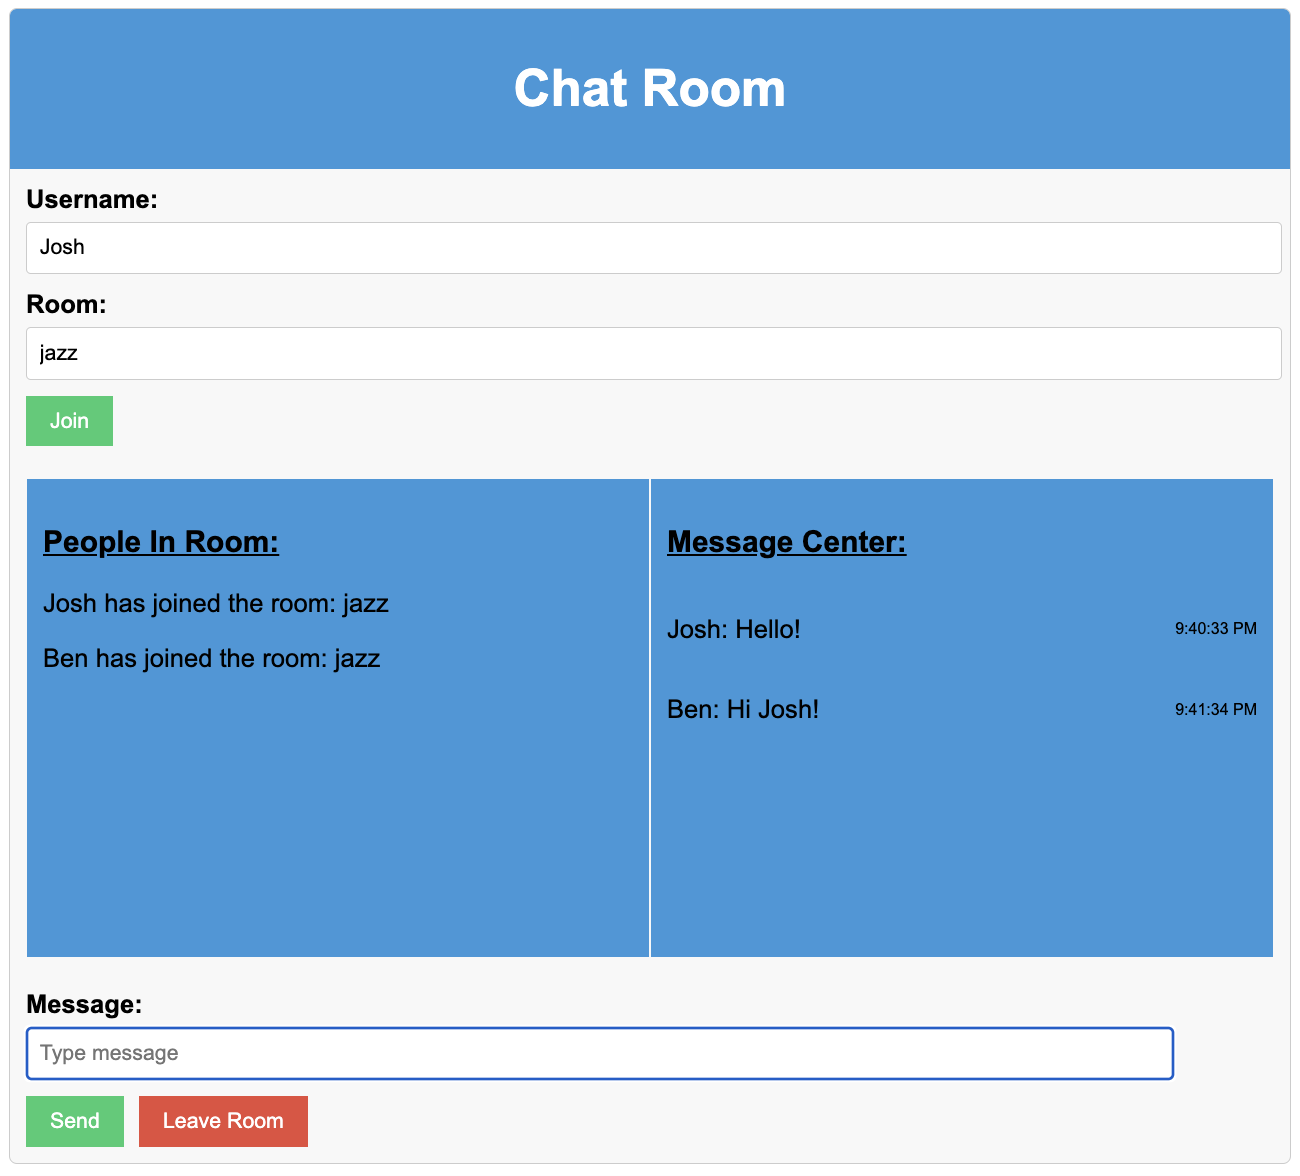 Chat Room
Username:
Josh
Room:
jazz
Join
People In Room:
Josh has joined the room: jazz
Ben has joined the room: jazz
Message Center:
Josh: Hello! 9:40:33 PM
Ben: Hi Josh! 9:41:34 PM
Message:
Type message
Send Leave Room